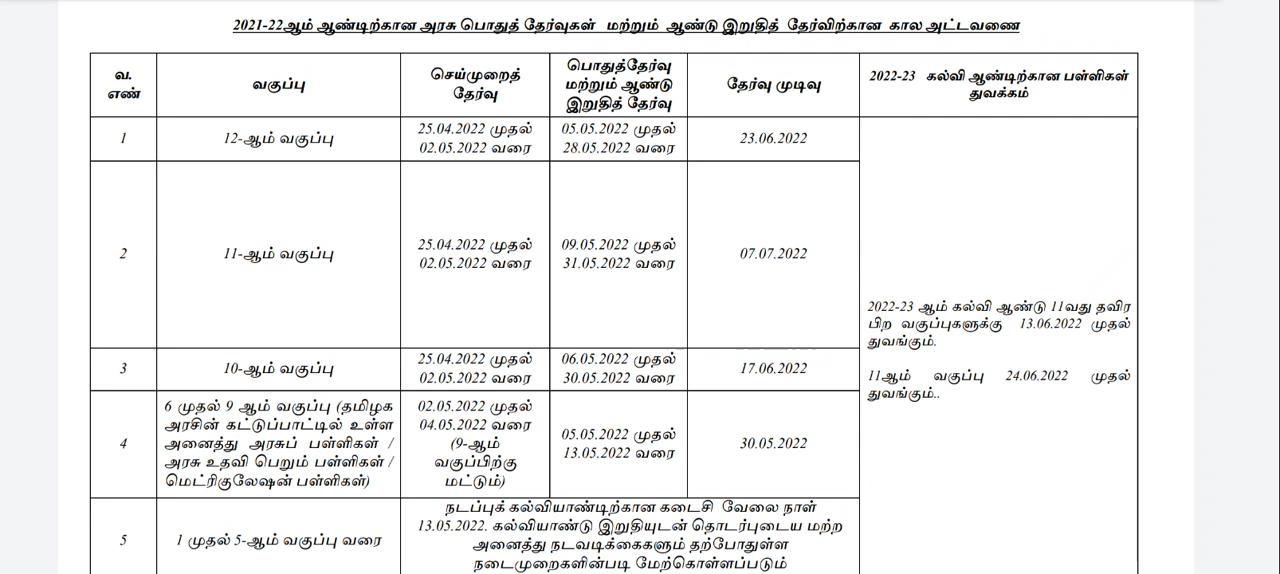 2021-22ஆம் ஆண்டிற்கான அரசு பொதுத் தேர்வுகள் மற்றும் ஆண்டு இறுதித் தேர்விற்கான கால அட்டவணை
வ.
எண்
வகுப்பு
செய்முறைத்
தேர்வு
பொதுத்தேர்வு
மற்றும் ஆண்டு
இறுதித் தேர்வு
தேர்வு முடிவு
2022-23 கல்வி ஆண்டிற்கான பள்ளிகள்
துவக்கம்
1
12-ஆம் வகுப்பு
25.04.2022 முதல்
02.05.2022 வரை
05.05.2022 முதல்
28.05.2022 வரை
23.06.2022
2
11-ஆம் வகுப்பு
25.04.2022 முதல்
02.05.2022 வரை
09.05.2022 முதல்
31.05.2022 வரை
07.07.2022
3
10-ஆம் வகுப்பு
25.04.2022 முதல்
02.05.2022 வரை
06.05.2022 முதல்
30.05.2022 வரை
17.06.2022
4
6 முதல் 9 ஆம் வகுப்பு (தமிழக
அரசின் கட்டுப்பாட்டில் உள்ள
அனைத்து அரசுப் பள்ளிகள் /
அரசு உதவி பெறும் பள்ளிகள் /
மெட்ரிகுலேஷன் பள்ளிகள்)
02.05.2022 முதல்
04.05.2022 வரை
(9-ஆம்
வகுப்பிற்கு
மட்டும்)
05.05.2022 முதல்
13.05.2022 வரை
30.05.2022
5
1 முதல் 5-ஆம் வகுப்பு வரை
நடப்புக் கல்வியாண்டிற்கான கடைசி வேலை நாள்
13.05.2022. கல்வியாண்டு இறுதியுடன் தொடர்புடைய மற்ற
அனைத்து நடவடிக்கைகளும் தற்போதுள்ள
நடைமுறைகளின்படி மேற்கொள்ளப்படும்
2022-23 ஆம் கல்வி ஆண்டு 11வது தவிர
பிற வகுப்புகளுக்கு 13.06.2022 முதல்
துவங்கும்.
11ஆம் வகுப்பு 24.06.2022 முதல்
துவங்கும்..